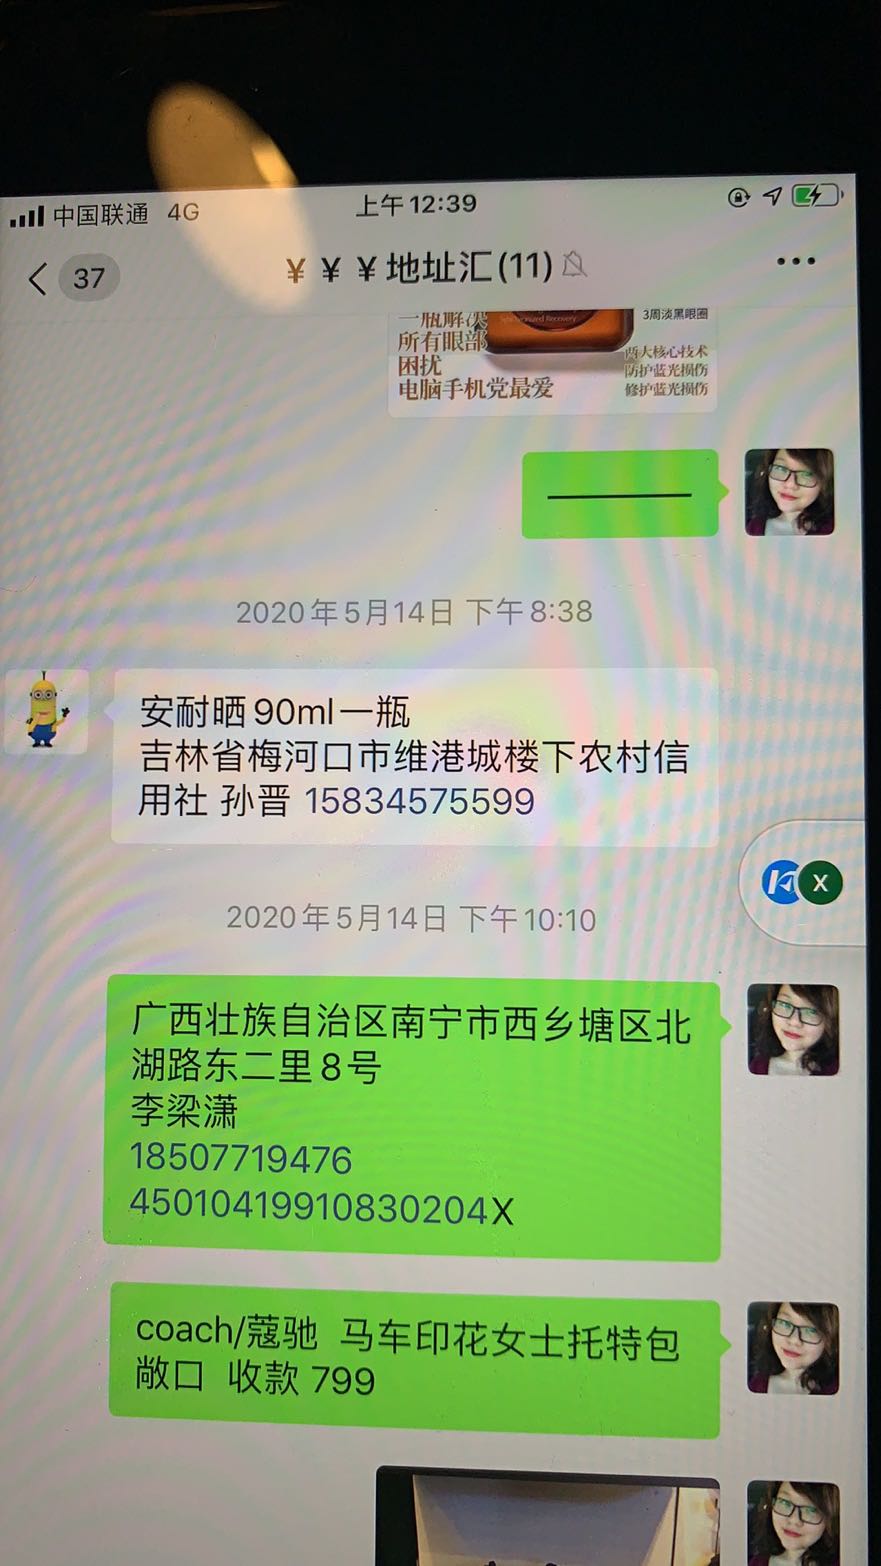 中国联通 4G
上午12:39
37
¥ ¥ ¥地址汇(11)
一瓶解决
所有眼部
困扰
电脑手机党最爱
3周淡黑眼圈
两大核心技术
防护蓝光损伤
修护蓝光损伤
2020年5月14日 下午8:38
安耐晒90ml一瓶
吉林省梅河口市维港城楼下农村信
用社 孙晋 15834575599
X
2020年5月14日 下午10:10
广西壮族自治区南宁市西乡塘区北
湖路东二里8号
李梁潇
18507719476
45010419910830204X
coach/蔻驰 马车印花女士托特包
敞口 收款 799